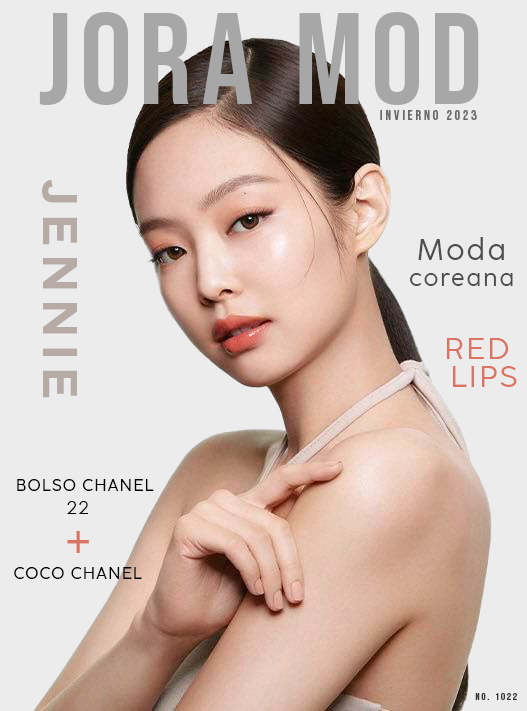 JORA MOD
INVIERNO 2023
JENNIE
Moda
coreana
RED
LIPS
BOLSO CHANEL
22
+
COCO CHANEL
NO. 1022